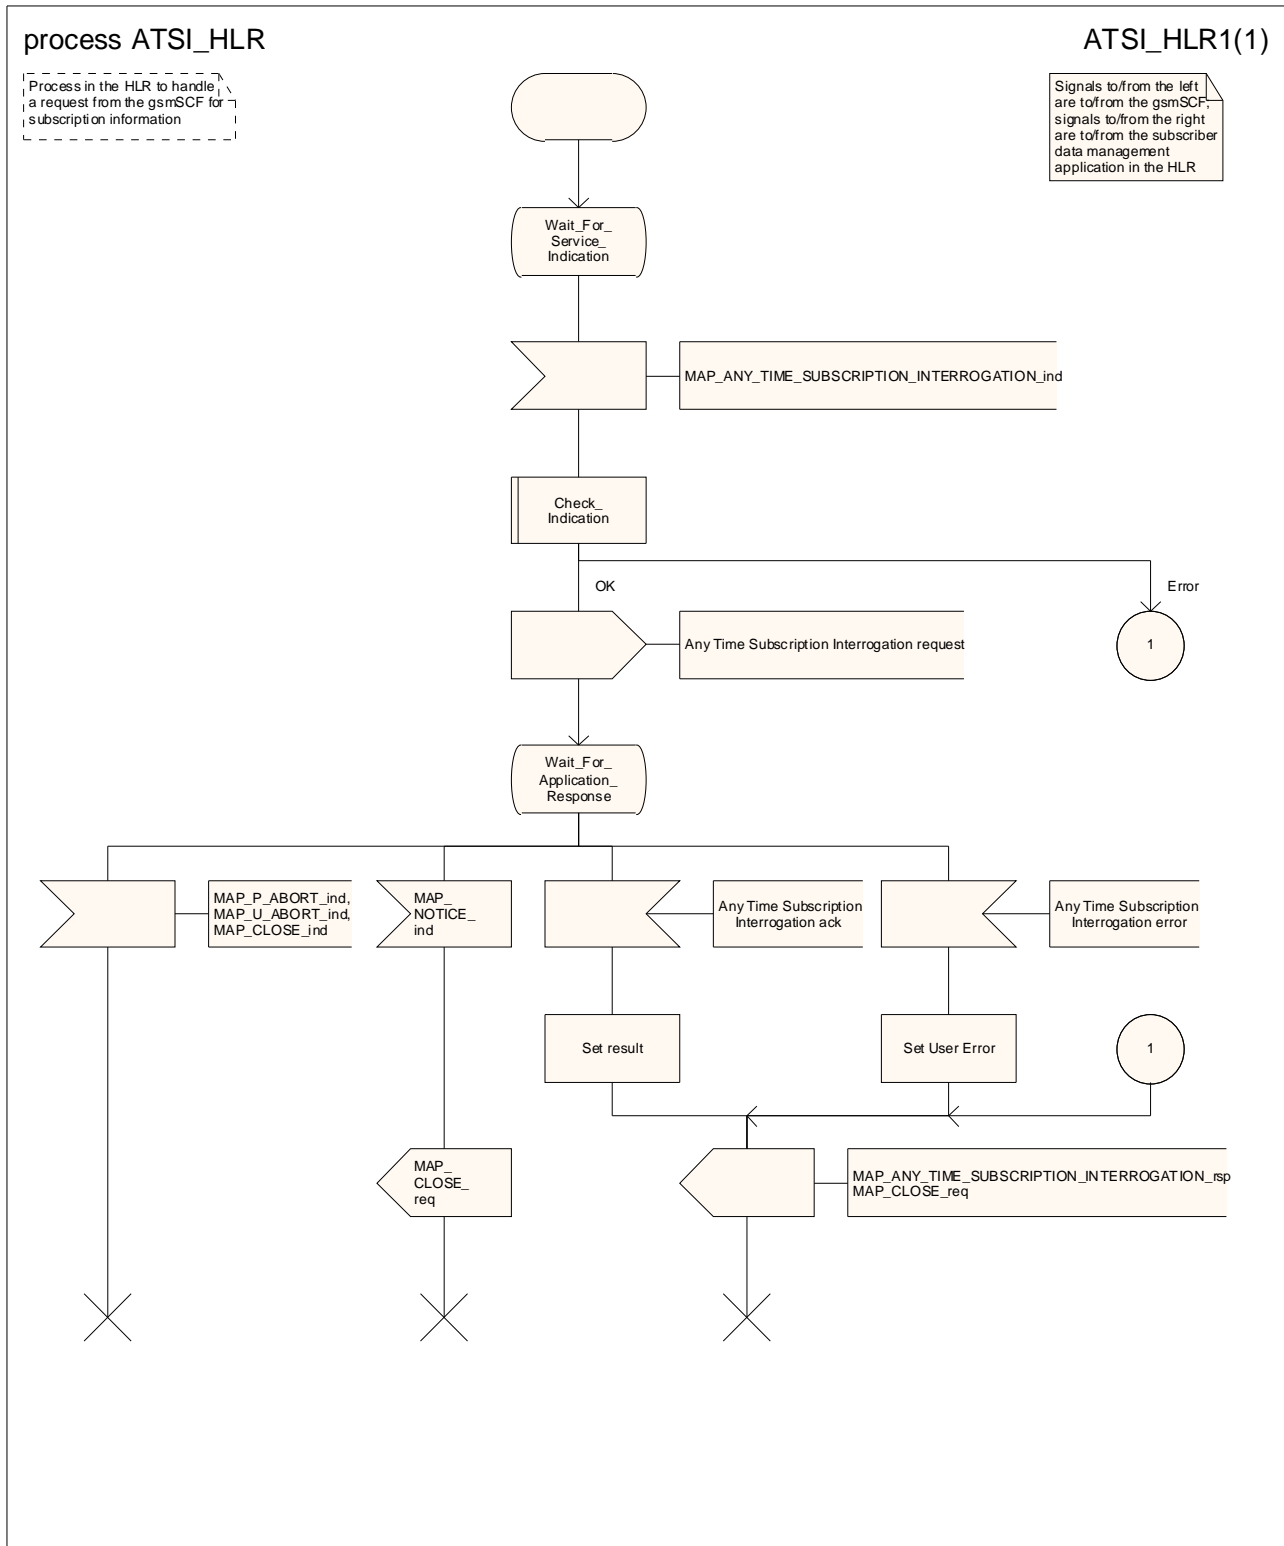 process ATSI_HLR
ATSI_HLR1(1)
Process in the HLR to handle
a request from the gsmSCF for
subscription information
Signals to/from the left
are to/from the gsmSCF;
signals to/from the right
are to/from the subscriber
data management
application in the HLR
Wait_For_
Service_
Indication
MAP_ANY_TIME_SUBSCRIPTION_INTERROGATION_ind
Check_
Indication
OK
Error
Any Time Subscription Interrogation request
1
Wait_For_
Application_
Response
MAP_P_ABORT_ind,
MAP_U_ABORT_ind,
MAP_CLOSE_ind
MAP_
NOTICE_
ind
Any Time Subscription
Interrogation ack
Any Time Subscription
Interrogation error
Set result
Set User Error
1
MAP_
CLOSE_
req
MAP_ANY_TIME_SUBSCRIPTION_INTERROGATION_rsp
MAP_CLOSE_req